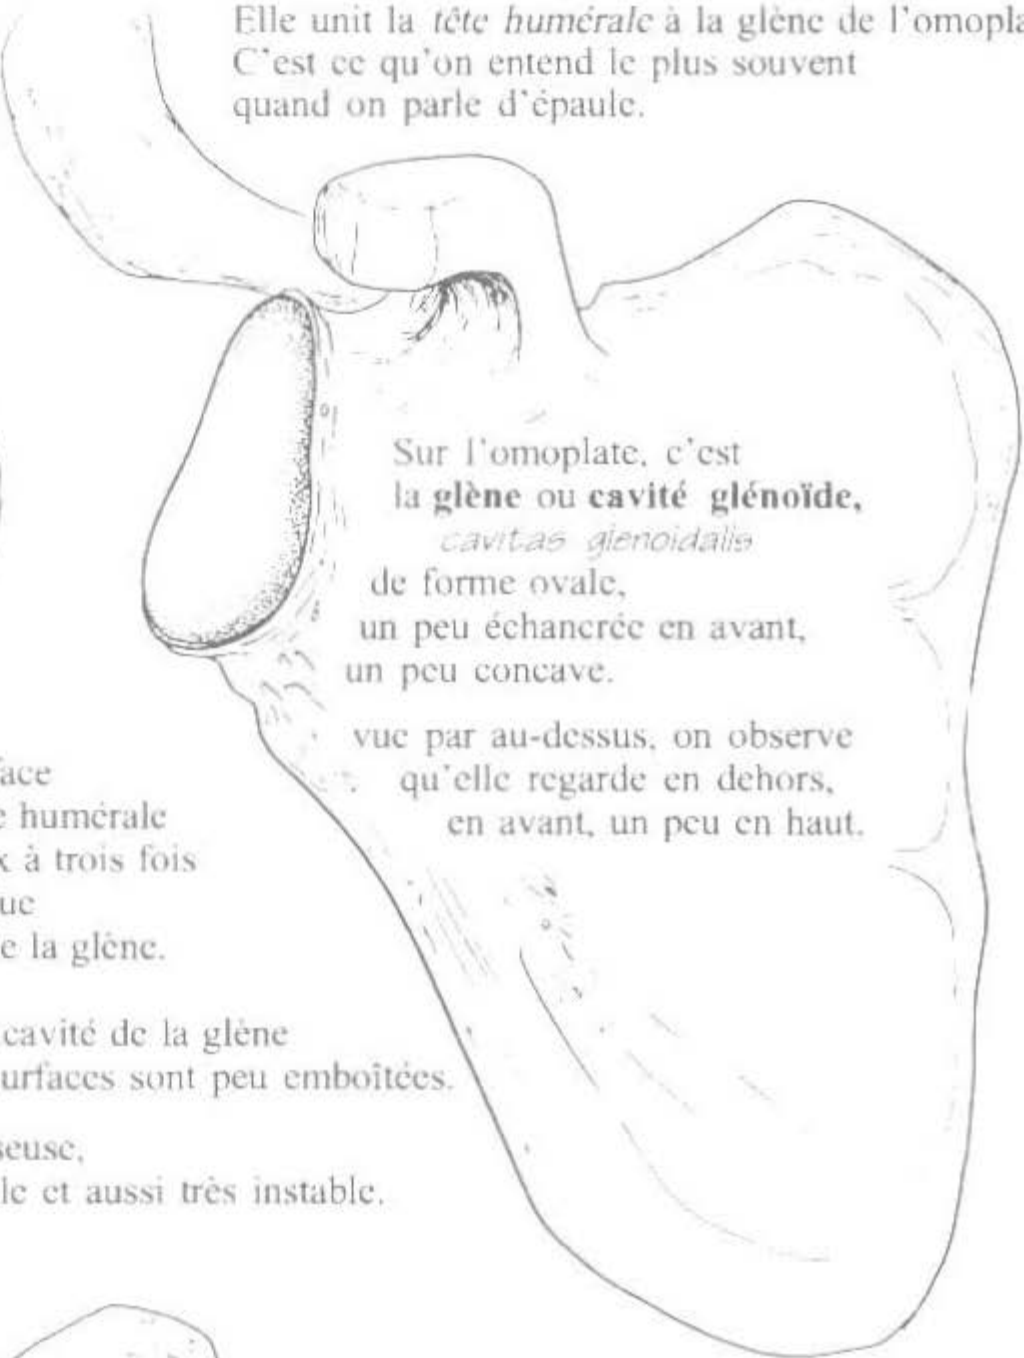 Elle unit la tête humérale à la glène de l'omopla
C'est ce qu'on entend le plus souvent
quand on parle d'épaule.
Sur l'omoplate, c'est
la glène ou cavité glénoïde,
cavitas glenoidalis
de forme ovale,
un peu échancrée en avant,
un peu concave.
vue par au-dessus, on observe
qu'elle regarde en dehors,
en avant, un peu en haut.
face
e humérale
x à trois fois
ue
e la glène.
cavité de la glène
urfaces sont peu emboîtées.
seuse,
le et aussi très instable.